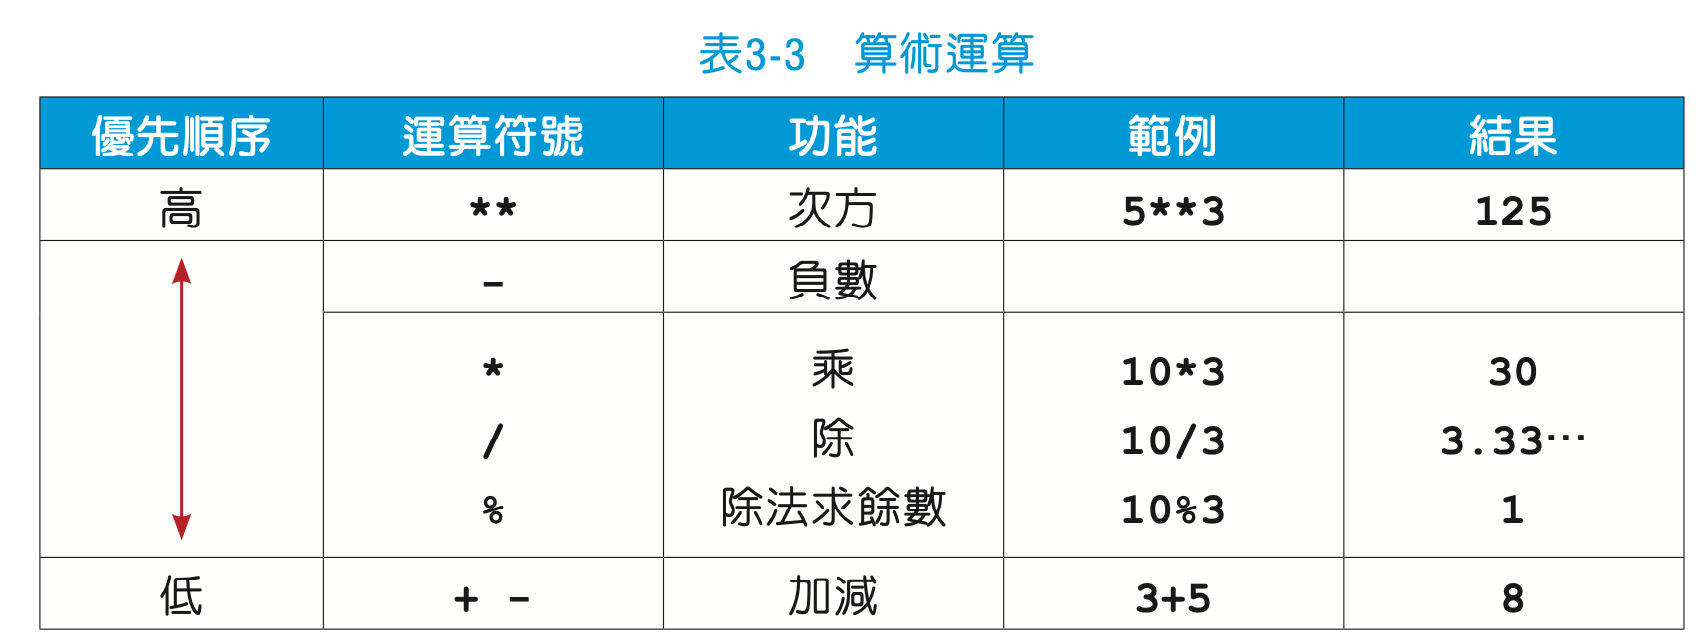 表3-3 算術運算
優先順序 運算符號 功能 範例 結果
高 ** 次方 5**3 125
- 負數
* 乘 10*3 30
/ 除 10/3 3.33…
% 除法求餘數 10%3 1
低 + - 加減 3+5 8